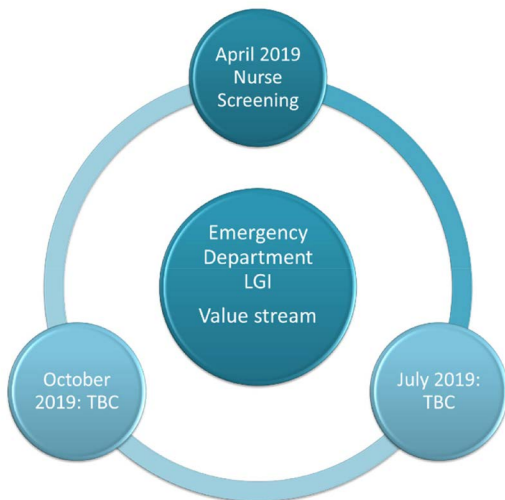 April 2019
Nurse
Screening
Emergency
Department
LGI
Value stream
October
2019: TBC
July 2019:
TBC